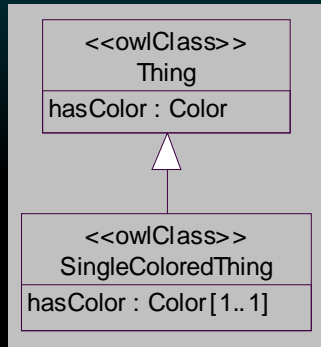 <<owlClass>>
Thing
hasColor : Color
<<owlClass>>
SingleColoredThing
hasColor : Color[1..1]